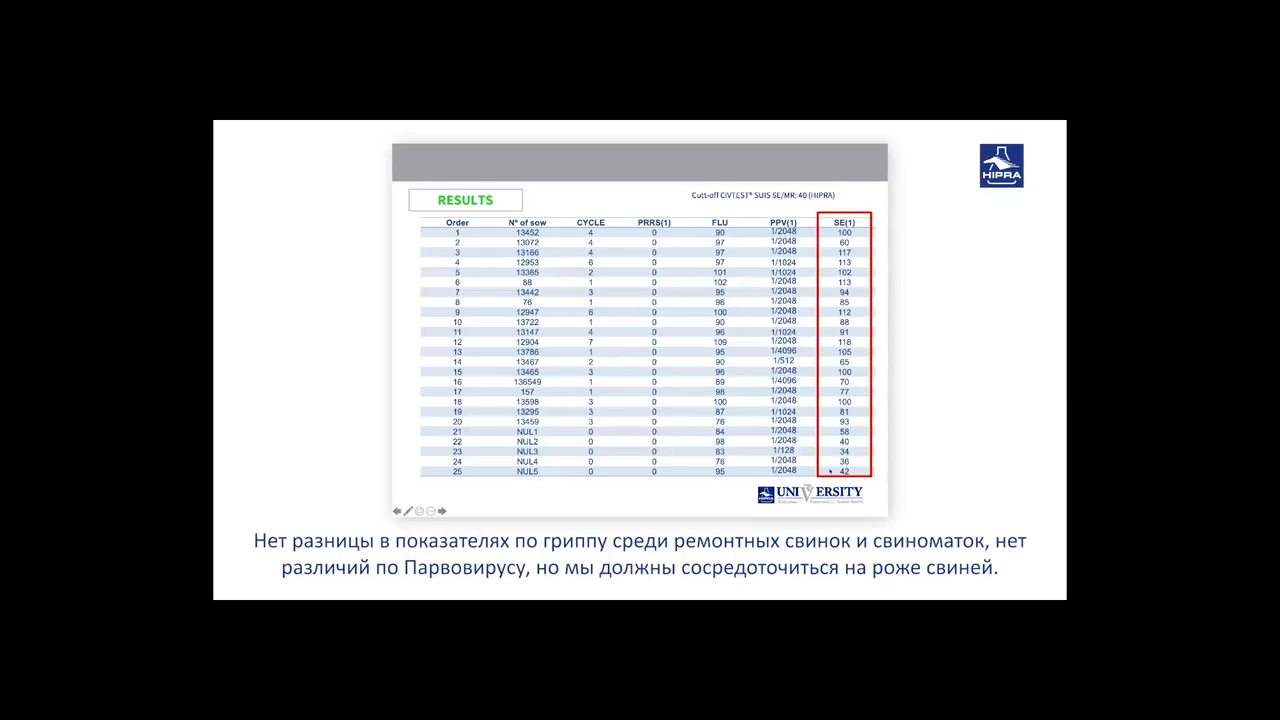 HIPRA
RESULTS
Cutt-off CIVTEST® SUIS SE/MR: 40 (HIPRA)
Order Nº of sow CYCLE PRRS(1) FLU PPV(1) SE(1)
1 13452 4 0 90 1/2048 100
2 13072 4 0 97 1/2048 60
3 13166 4 0 97 1/2048 117
4 12953 6 0 97 1/1024 113
5 13365 2 0 101 1/1024 102
6 88 1 0 102 1/2048 113
7 13442 3 0 95 1/2048 94
8 76 1 0 96 1/2048 85
9 12947 6 0 100 1/2048 112
10 13722 1 0 90 1/2048 88
11 13147 4 0 96 1/1024 91
12 12904 7 0 109 1/2048 118
13 13786 1 0 95 1/4096 105
14 13467 2 0 90 1/512 65
15 13465 3 0 96 1/2048 100
16 136549 1 0 89 1/4096 70
17 157 1 0 98 1/2048 77
18 13598 3 0 100 1/2048 100
19 13295 3 0 87 1/1024 81
20 13459 3 0 76 1/2048 93
21 NUL1 0 0 84 1/2048 58
22 NUL2 0 0 98 1/2048 40
23 NUL3 0 0 83 1/128 34
24 NUL4 0 0 76 1/2048 36
25 NUL5 0 0 95 1/2048 42
HIPRA UNIVERSITY
Нет разницы в показателях по гриппу среди ремонтных свинок и свиноматок, нет
различий по Парвовирусу, но мы должны сосредоточиться на роже свиней.